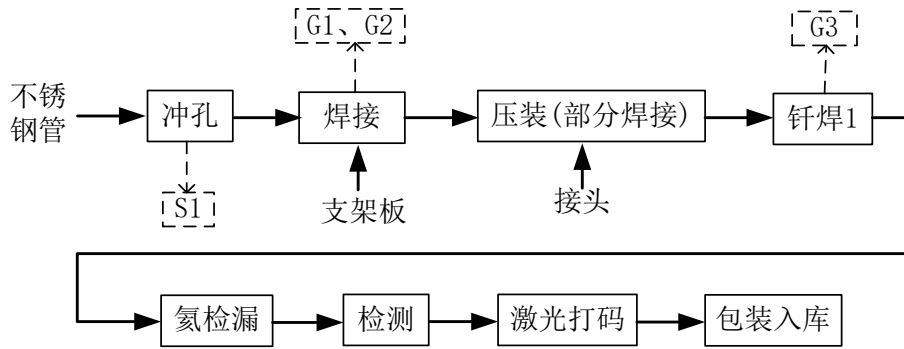 G1、G2
G3
不锈
钢管
冲孔
焊接
压装(部分焊接)
钎焊1
S1
支架板
接头
氦检漏
检测
激光打码
包装入库